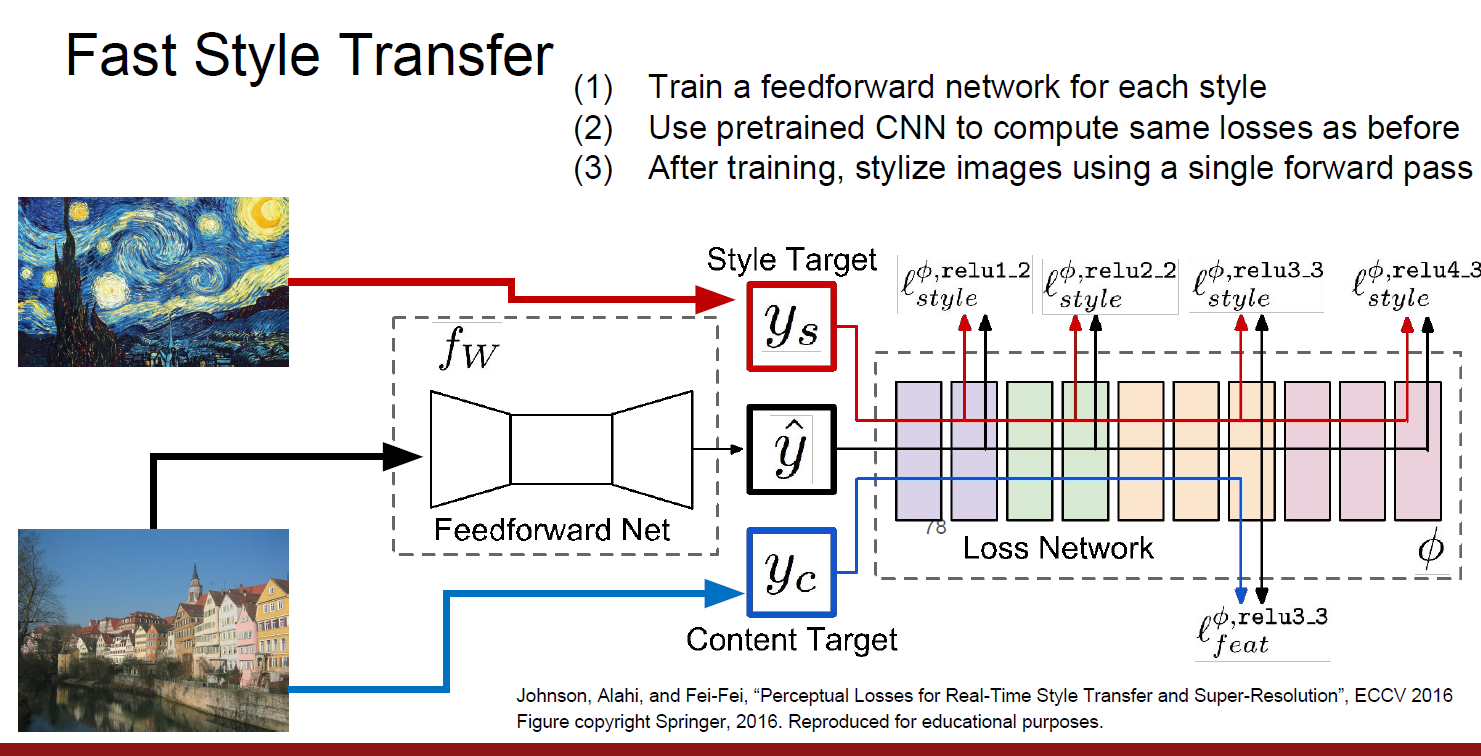 Fast Style Transfer
(1) Train a feedforward network for each style
(2) Use pretrained CNN to compute same losses as before
(3) After training, stylize images using a single forward pass
Style Target
ℓ^{ϕ,relu1_2}_{style}
ℓ^{ϕ,relu2_2}_{style}
ℓ^{ϕ,relu3_3}_{style}
ℓ^{ϕ,relu4_3}_{style}
y_s
f_W
ŷ
Feedforward Net
78
Loss Network
ϕ
y_c
Content Target
ℓ^{ϕ,relu3_3}_{feat}
Johnson, Alahi, and Fei-Fei, “Perceptual Losses for Real-Time Style Transfer and Super-Resolution”, ECCV 2016
Figure copyright Springer, 2016. Reproduced for educational purposes.